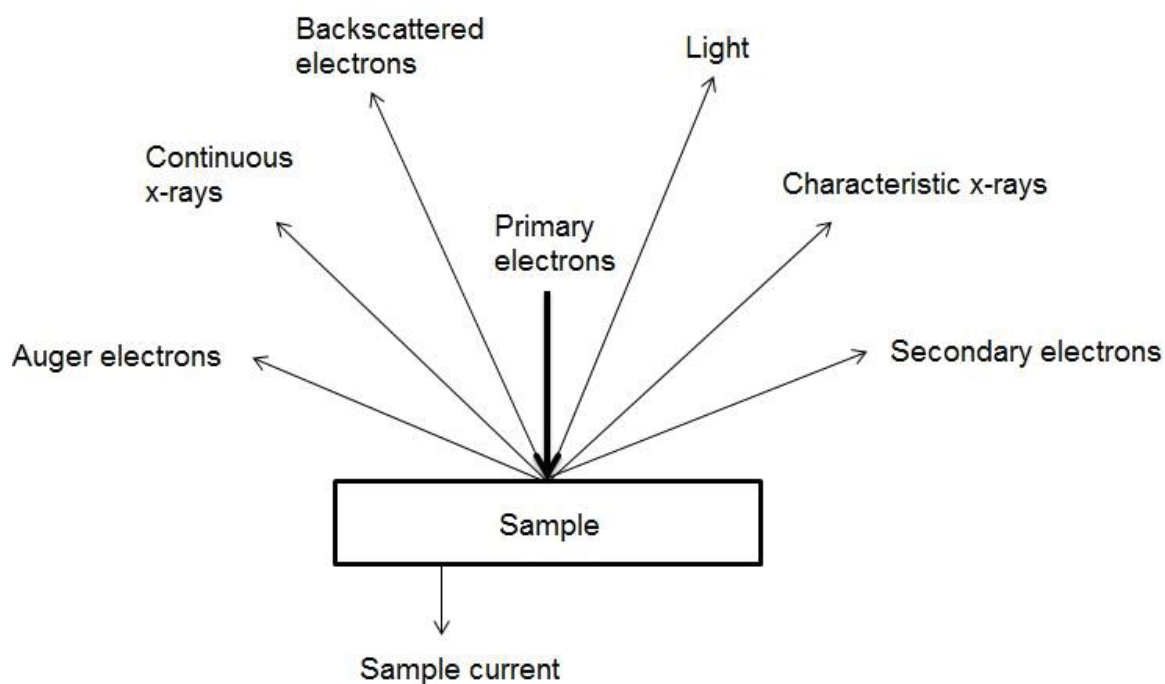 Backscattered
electrons
Light
Continuous
x-rays
Characteristic x-rays
Primary
electrons
Auger electrons
Secondary electrons
Sample
Sample current